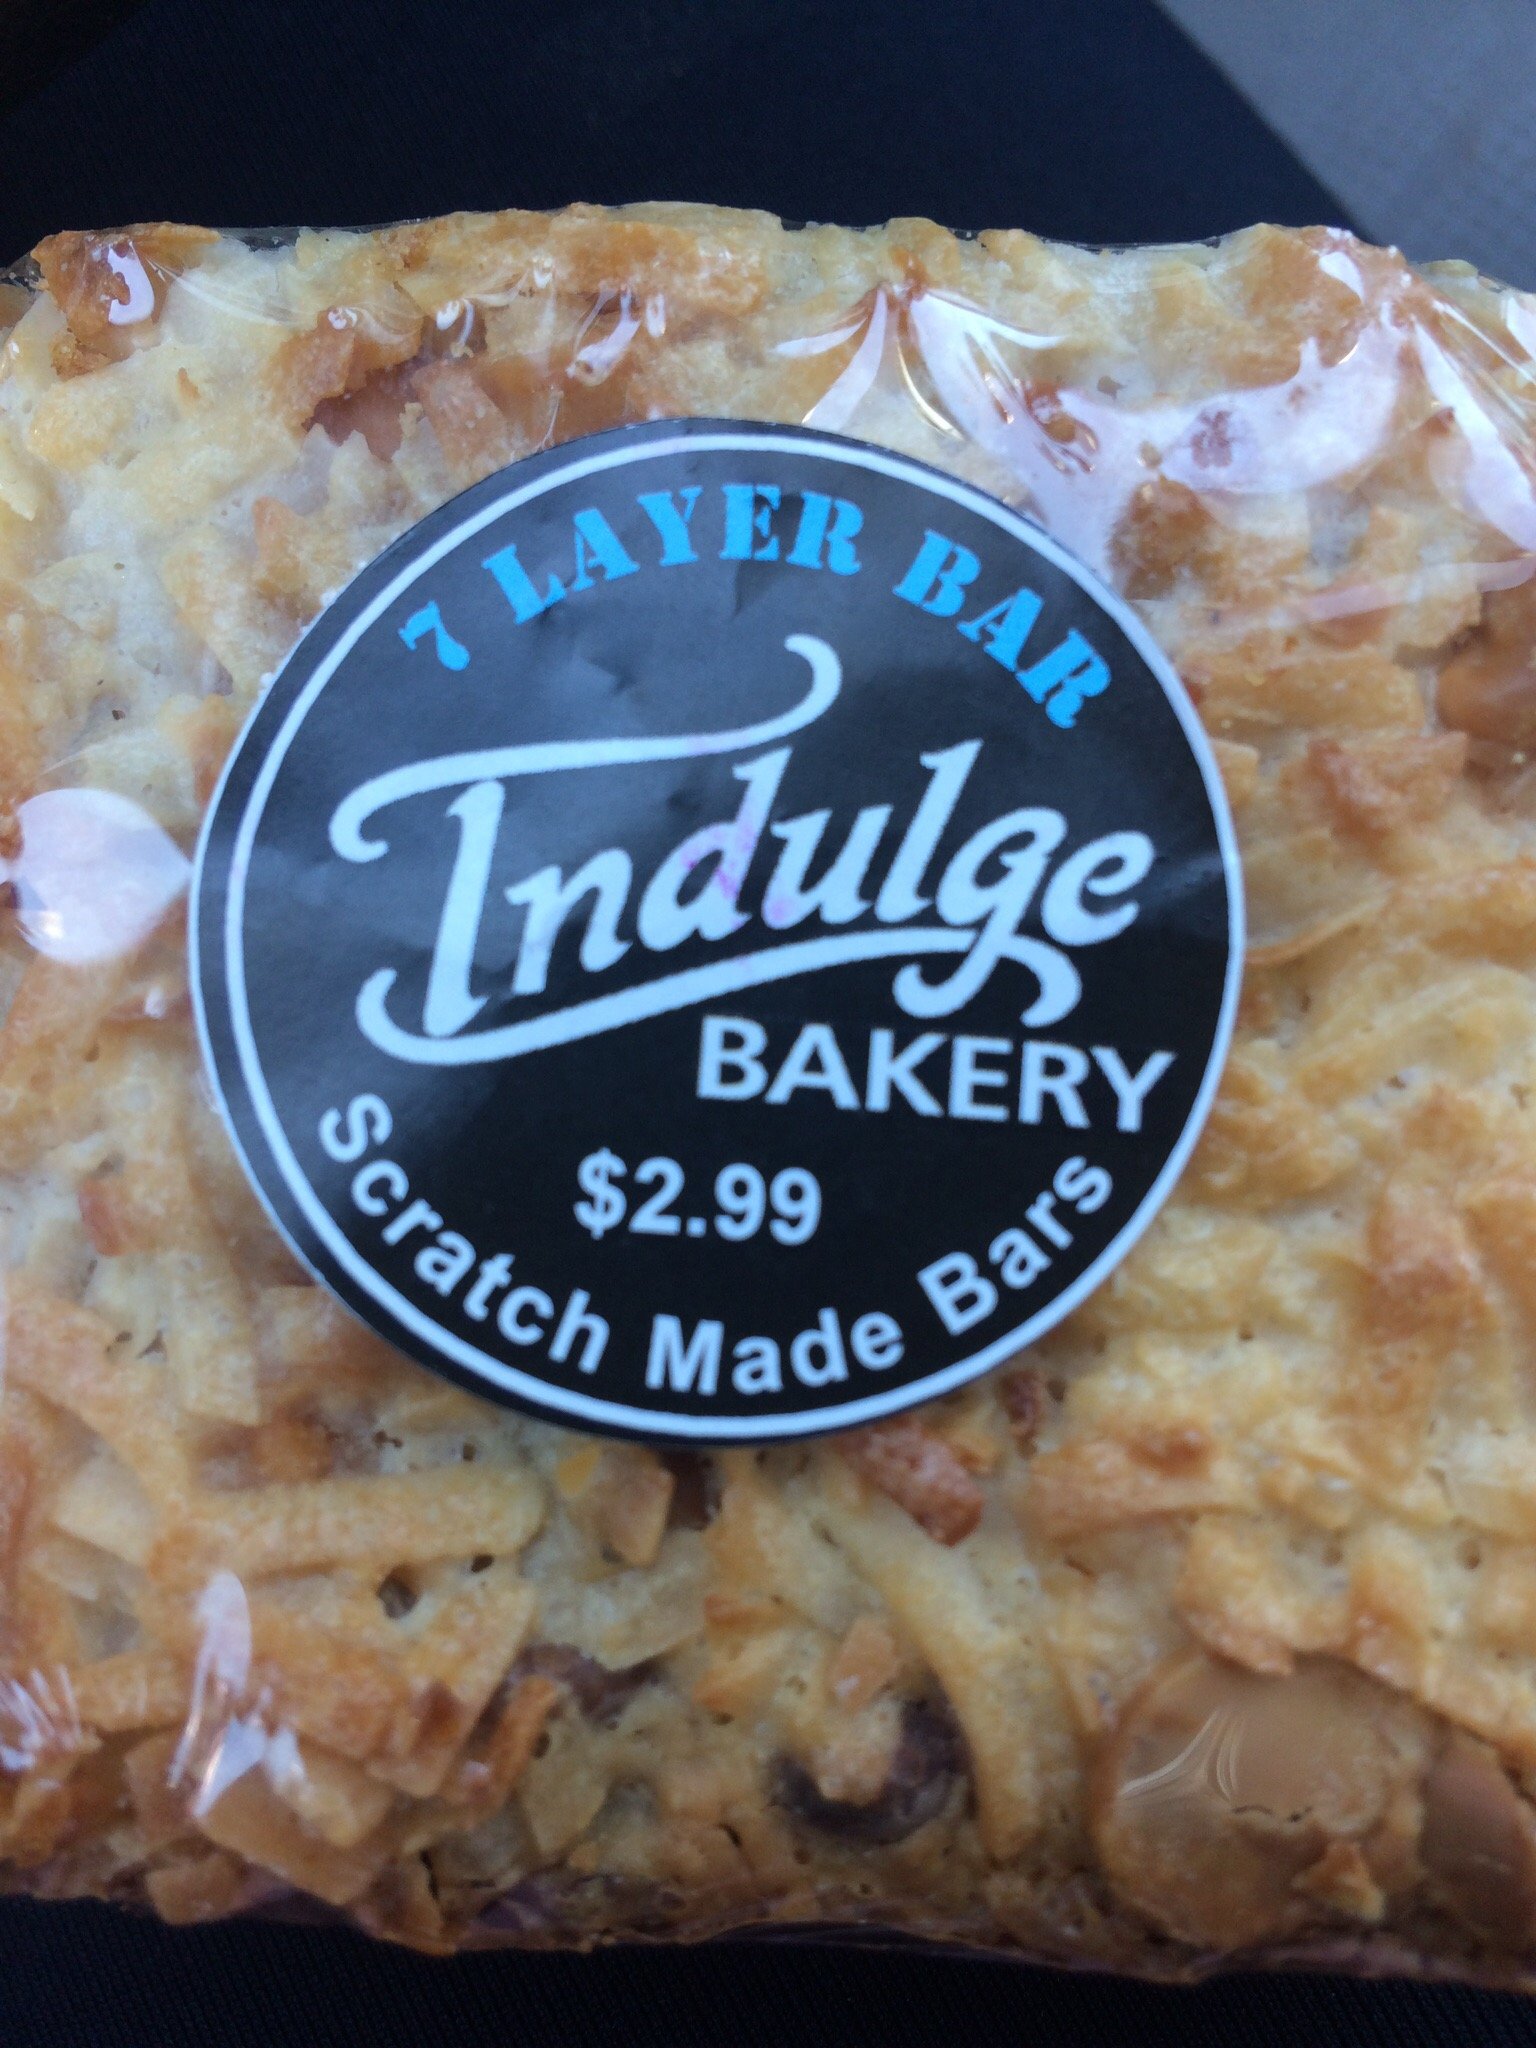 7 LAYER BAR
Indulge
BAKERY
$2.99
Scratch Made Bars